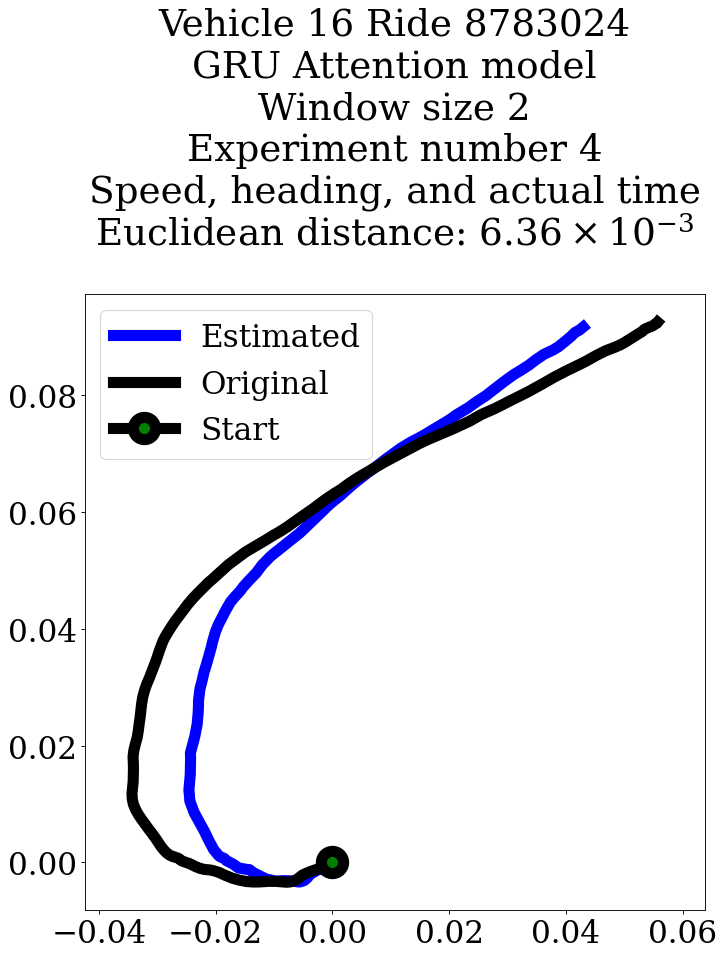 Vehicle 16 Ride 8783024
GRU Attention model
Window size 2
Experiment number 4
Speed, heading, and actual time
Euclidean distance: 6.36 × 10⁻³
Estimated
Original
Start
0.08
0.06
0.04
0.02
0.00
−0.04 −0.02 0.00 0.02 0.04 0.06